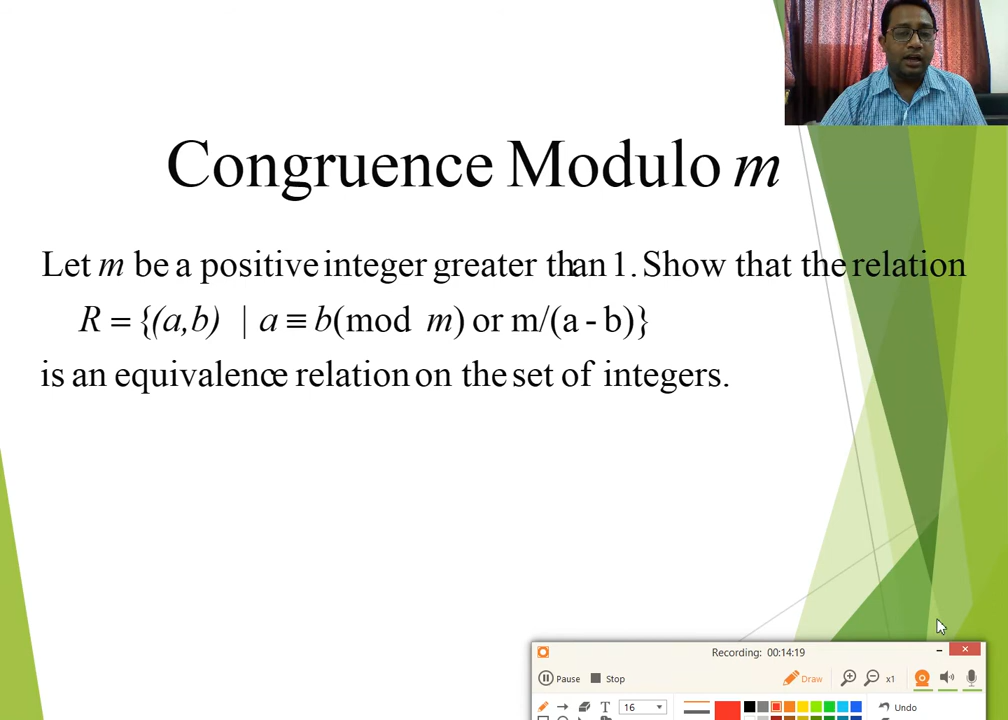 Congruence Modulo m
Let m be a positive integer greater than 1. Show that the relation
R = {(a,b) | a ≡ b(mod m) or m/(a - b)}
is an equivalence relation on the set of integers.
Recording: 00:14:19
Pause Stop Draw x1
T 16 Undo